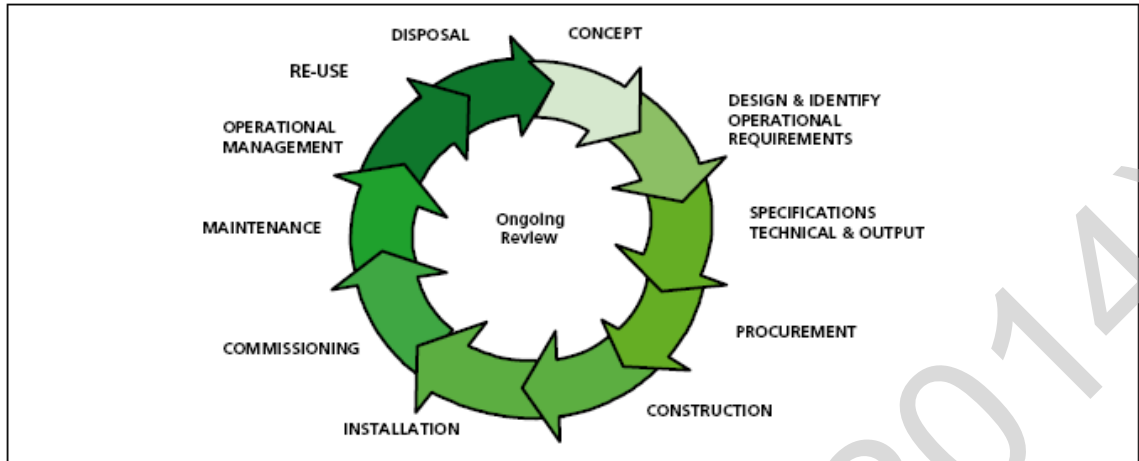 CONCEPT
DESIGN & IDENTIFY
OPERATIONAL
REQUIREMENTS
SPECIFICATIONS
TECHNICAL & OUTPUT
PROCUREMENT
CONSTRUCTION
INSTALLATION
COMMISSIONING
MAINTENANCE
OPERATIONAL
MANAGEMENT
RE-USE
DISPOSAL
Ongoing
Review
2014)